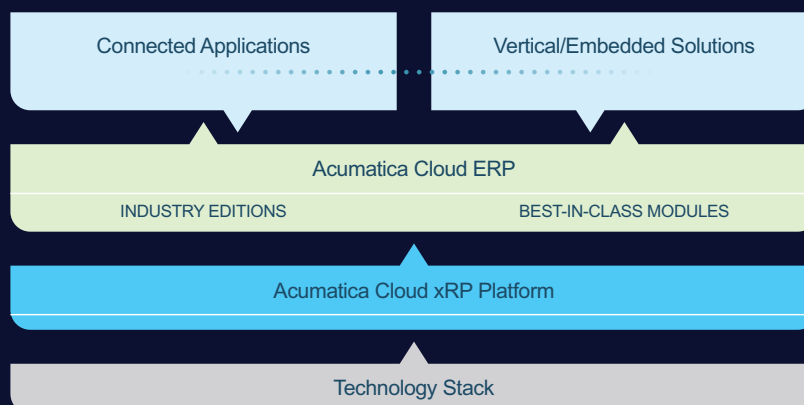 Connected Applications
Vertical/Embedded Solutions
Acumatica Cloud ERP
INDUSTRY EDITIONS
BEST-IN-CLASS MODULES
Acumatica Cloud xRP Platform
Technology Stack